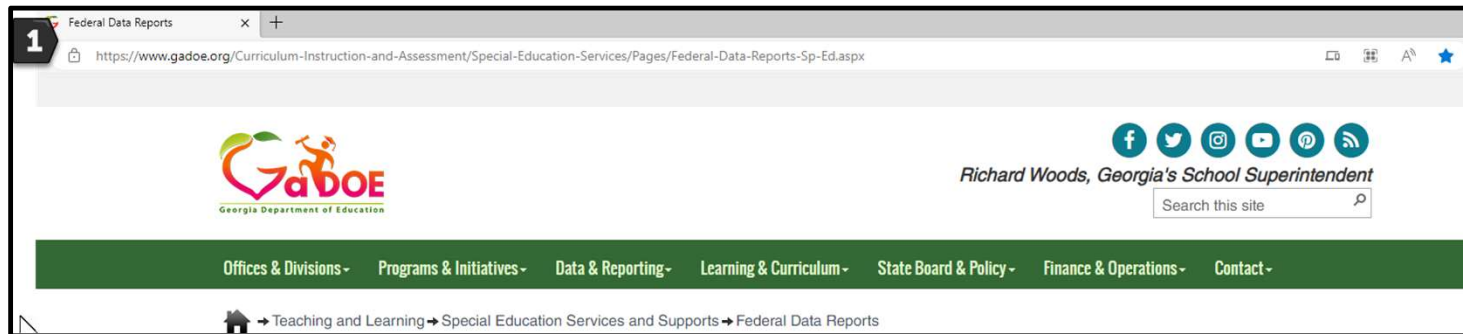 Federal Data Reports
1
https://www.gadoe.org/Curriculum-Instruction-and-Assessment/Special-Education-Services/Pages/Federal-Data-Reports-Sp-Ed.aspx
GaDOE
Georgia Department of Education
Richard Woods, Georgia's School Superintendent
Search this site
Offices & Divisions Programs & Initiatives Data & Reporting Learning & Curriculum State Board & Policy Finance & Operations Contact
→ Teaching and Learning → Special Education Services and Supports → Federal Data Reports